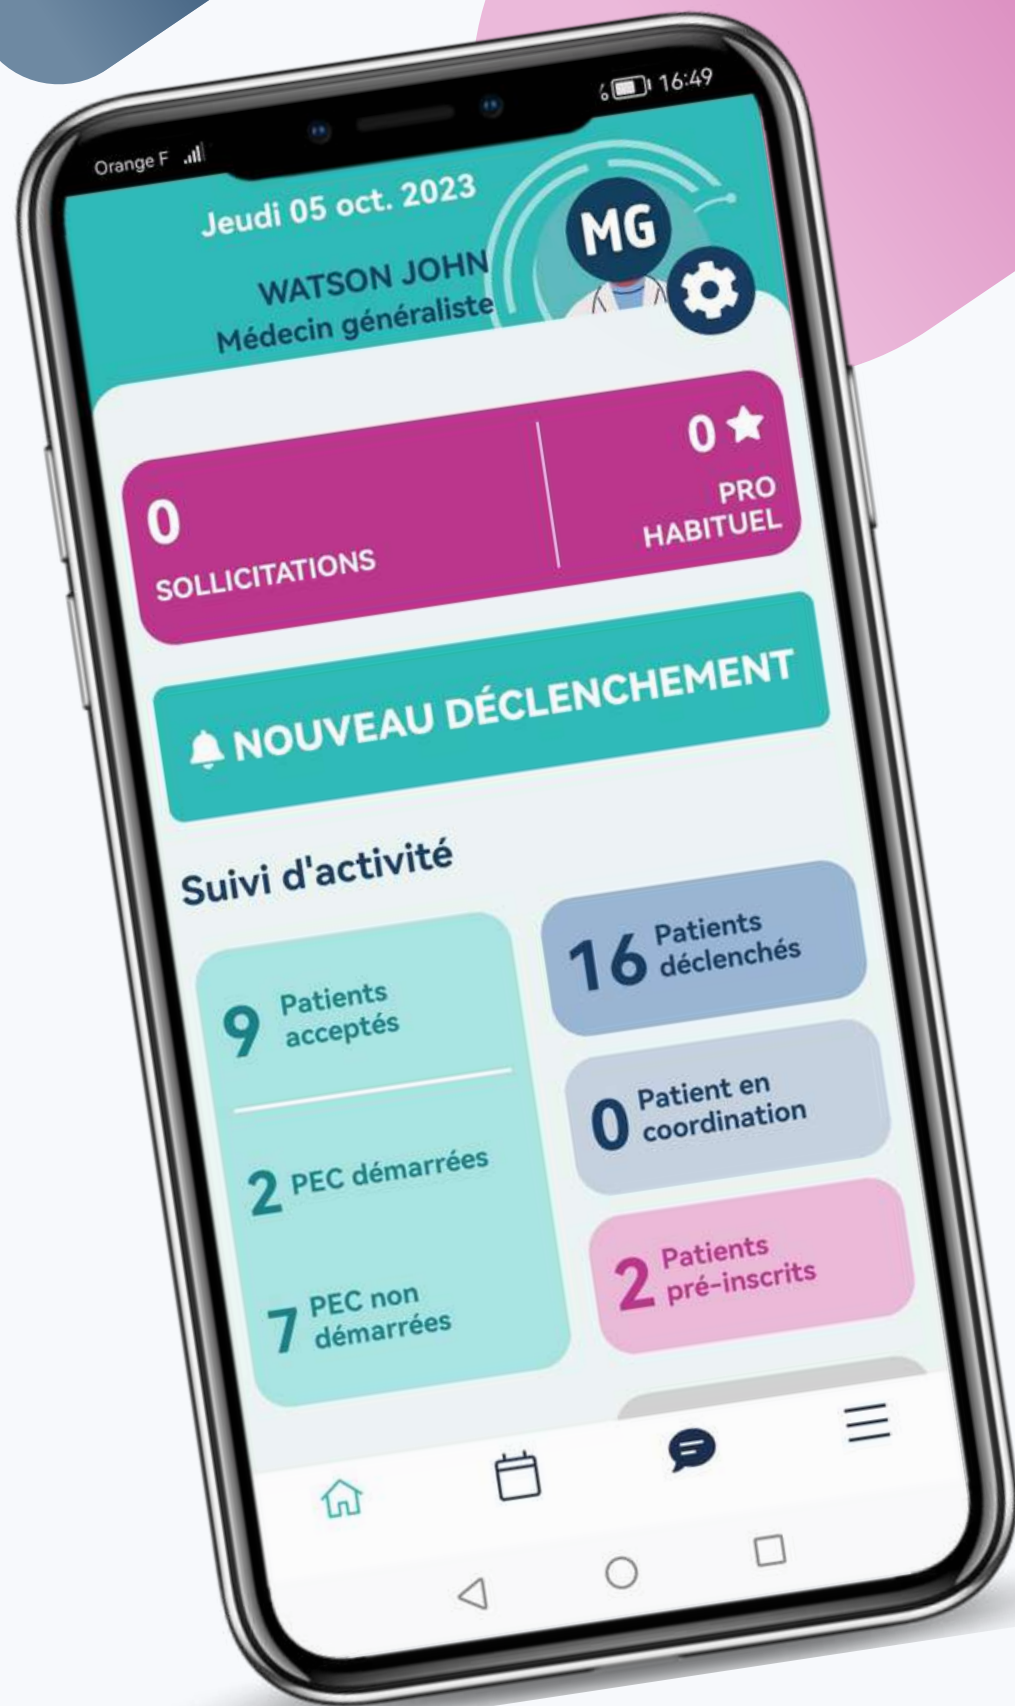 Orange F
16:49
Jeudi 05 oct. 2023
WATSON JOHN
Médecin généraliste
MG
0
SOLLICITATIONS
0
PRO
HABITUEL
NOUVEAU DÉCLENCHEMENT
Suivi d'activité
9 Patients
acceptés
2 PEC démarrées
7 PEC non
démarrées
16 Patients
déclenchés
0 Patient en
coordination
2 Patients
pré-inscrits